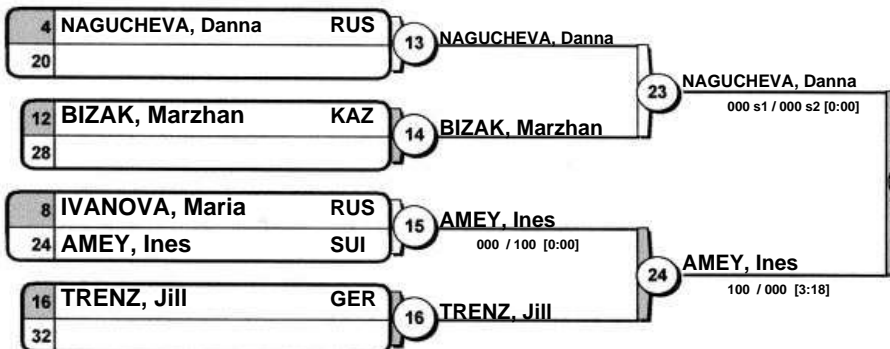 4 NAGUCHEVA, Danna RUS
20
13
NAGUCHEVA, Danna
12 BIZAK, Marzhan KAZ
28
14
BIZAK, Marzhan
23
NAGUCHEVA, Danna
000 s1 / 000 s2 [0:00]
8 IVANOVA, Maria RUS
24 AMEY, Ines SUI
15
AMEY, Ines
000 / 100 [0:00]
16 TRENZ, Jill GER
32
16
TRENZ, Jill
24
AMEY, Ines
100 / 000 [3:18]